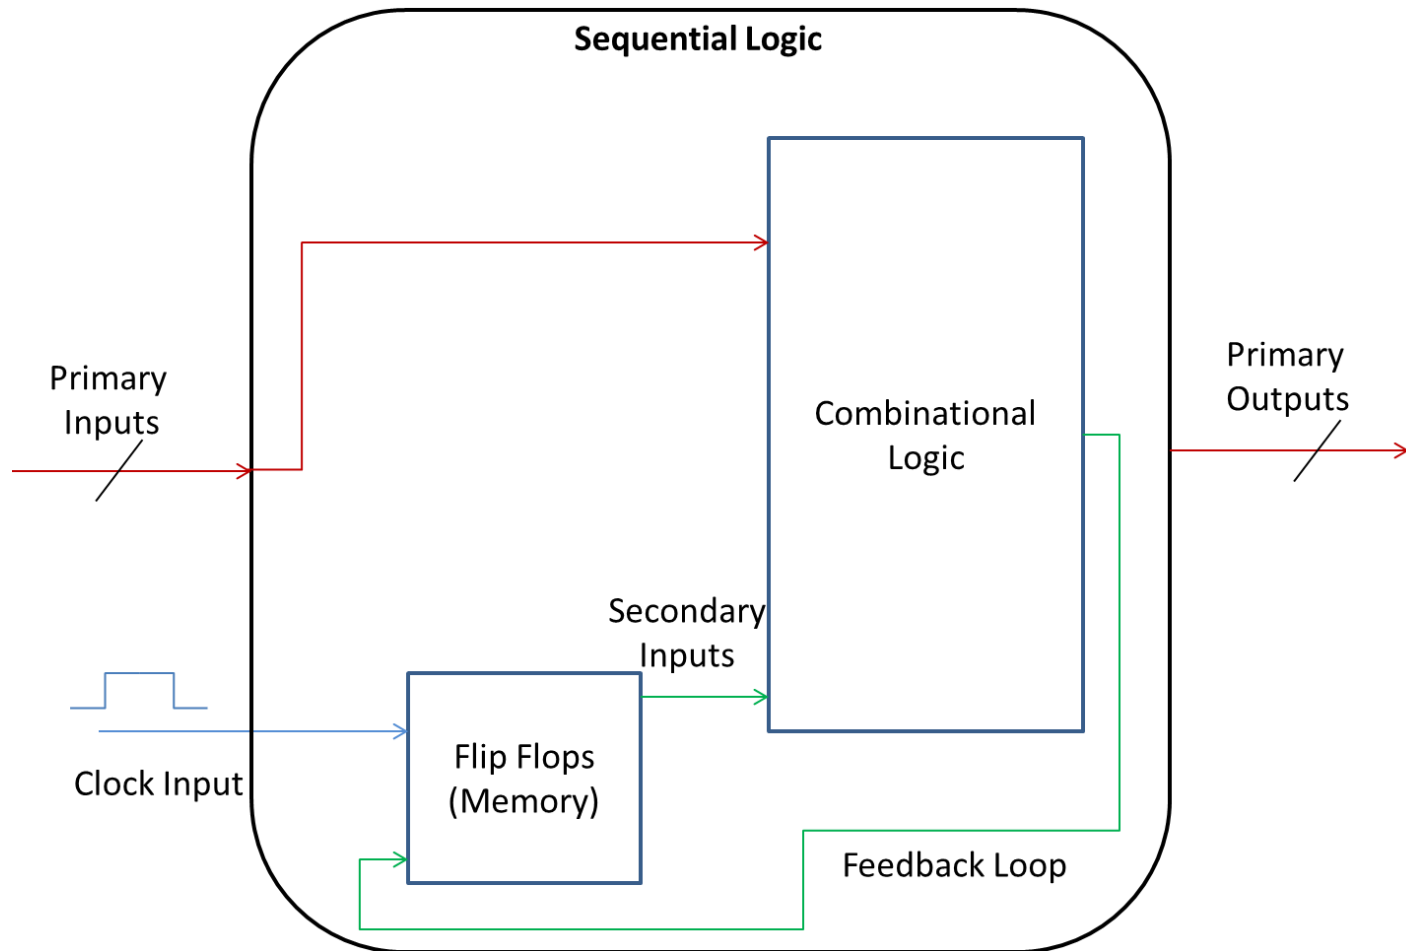 Sequential Logic
Primary
Inputs
Primary
Outputs
Combinational
Logic
Secondary
Inputs
Clock Input
Flip Flops
(Memory)
Feedback Loop